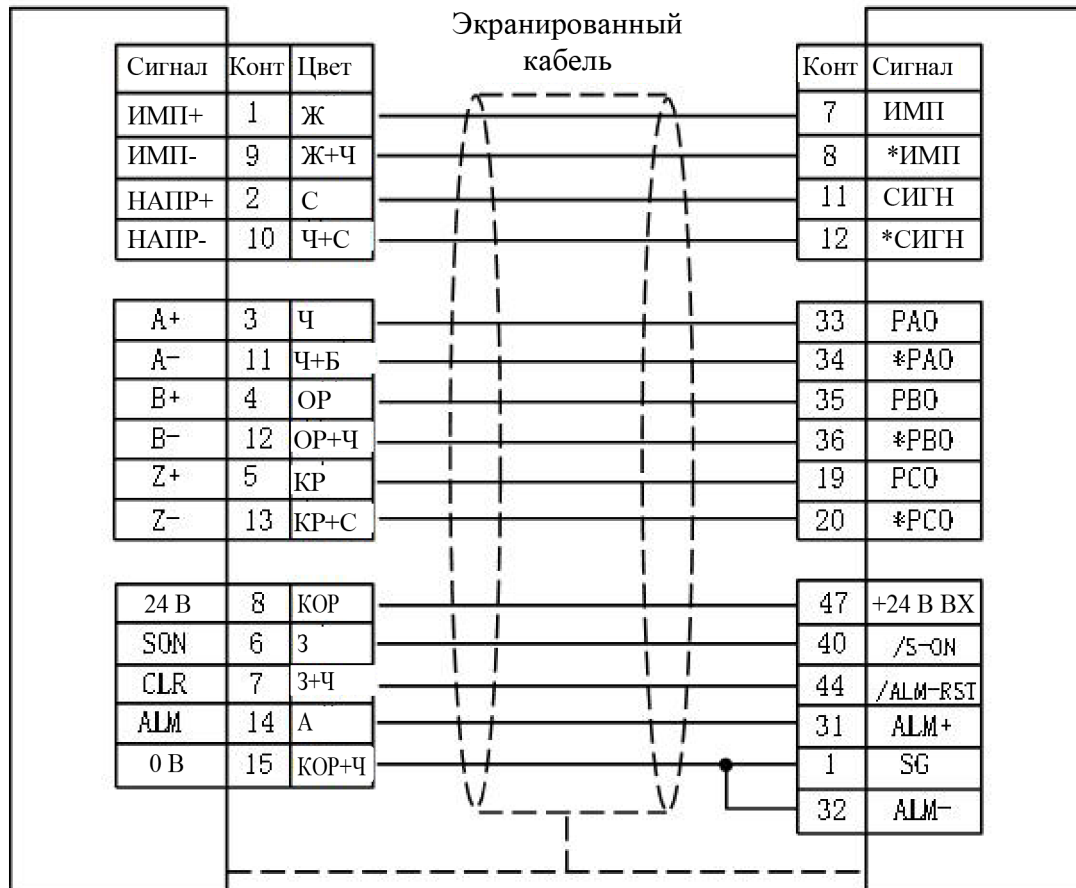 Экранированный
кабель
Сигнал Конт Цвет Конт Сигнал
ИМП+ 1 Ж 7 ИМП
ИМП- 9 Ж+Ч 8 *ИМП
НАПР+ 2 С 11 СИГН
НАПР- 10 Ч+С 12 *СИГН
A+ 3 Ч 33 PAO
A- 11 Ч+Б 34 *PAO
B+ 4 ОР 35 PBO
B- 12 ОР+Ч 36 *PBO
Z+ 5 КР 19 PCO
Z- 13 КР+С 20 *PCO
24 В 8 КОР 47 +24 В ВХ
SON 6 З 40 /S-ON
CLR 7 З+Ч 44 /ALM-RST
ALM 14 А 31 ALM+
0 В 15 КОР+Ч 1 SG
32 ALM-